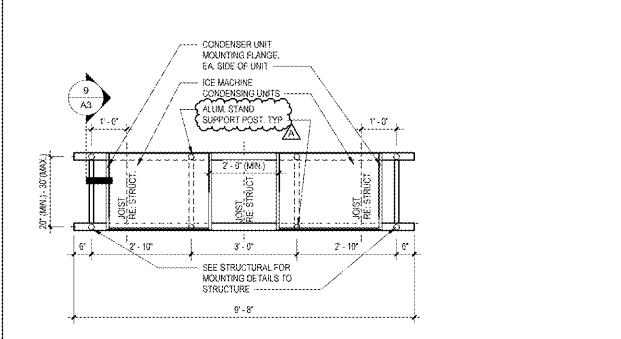 CONDENSER UNIT
MOUNTING FLANGE,
EA. SIDE OF UNIT
ICE MACHINE
CONDENSING UNITS
ALUM. STAND
SUPPORT POST, TYP.
A
9
A3
1' - 0"
1' - 0"
2' - 0" (MIN.)
20" (MIN.) - 30"(MAX.)
JOIST
RE: STRUCT.
JOIST
RE: STRUCT.
JOIST
RE: STRUCT.
6"
2' - 10"
3' - 0"
2' - 10"
6"
SEE STRUCTURAL FOR
MOUNTING DETAILS TO
STRUCTURE
9' - 8"